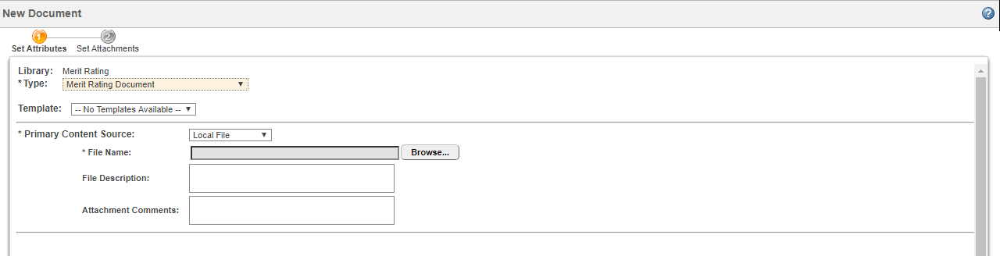 New Document
?
1 2
Set Attributes Set Attachments
Library: Merit Rating
* Type: Merit Rating Document
Template: -- No Templates Available --
* Primary Content Source: Local File
* File Name: Browse...
File Description:
Attachment Comments: